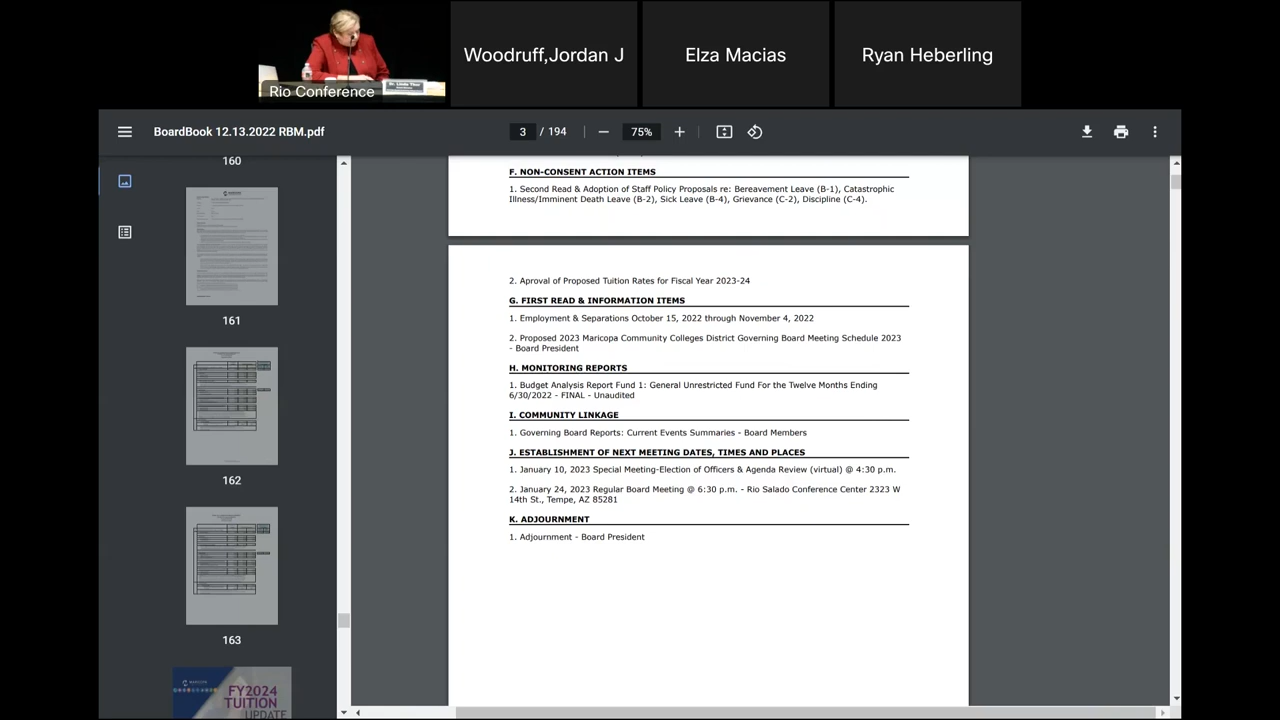 Rio Conference
Woodruff,Jordan J
Elza Macias
Ryan Heberling
BoardBook 12.13.2022 RBM.pdf
3 / 194
75%
160
161
162
163
FY2024
TUITION
UPDATE
F. NON-CONSENT ACTION ITEMS
1. Second Read & Adoption of Staff Policy Proposals re: Bereavement Leave (B-1), Catastrophic
Illness/Imminent Death Leave (B-2), Sick Leave (B-4), Grievance (C-2), Discipline (C-4).
2. Aproval of Proposed Tuition Rates for Fiscal Year 2023-24
G. FIRST READ & INFORMATION ITEMS
1. Employment & Separations October 15, 2022 through November 4, 2022
2. Proposed 2023 Maricopa Community Colleges District Governing Board Meeting Schedule 2023
- Board President
H. MONITORING REPORTS
1. Budget Analysis Report Fund 1: General Unrestricted Fund For the Twelve Months Ending
6/30/2022 - FINAL - Unaudited
I. COMMUNITY LINKAGE
1. Governing Board Reports: Current Events Summaries - Board Members
J. ESTABLISHMENT OF NEXT MEETING DATES, TIMES AND PLACES
1. January 10, 2023 Special Meeting-Election of Officers & Agenda Review (virtual) @ 4:30 p.m.
2. January 24, 2023 Regular Board Meeting @ 6:30 p.m. - Rio Salado Conference Center 2323 W
14th St., Tempe, AZ 85281
K. ADJOURNMENT
1. Adjournment - Board President